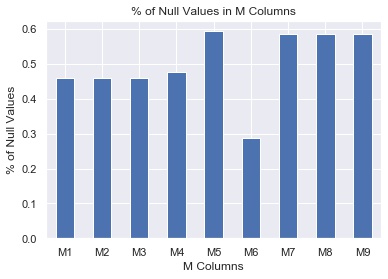 % of Null Values in M Columns
% of Null Values
0.6
0.5
0.4
0.3
0.2
0.1
0.0
M1 M2 M3 M4 M5 M6 M7 M8 M9
M Columns